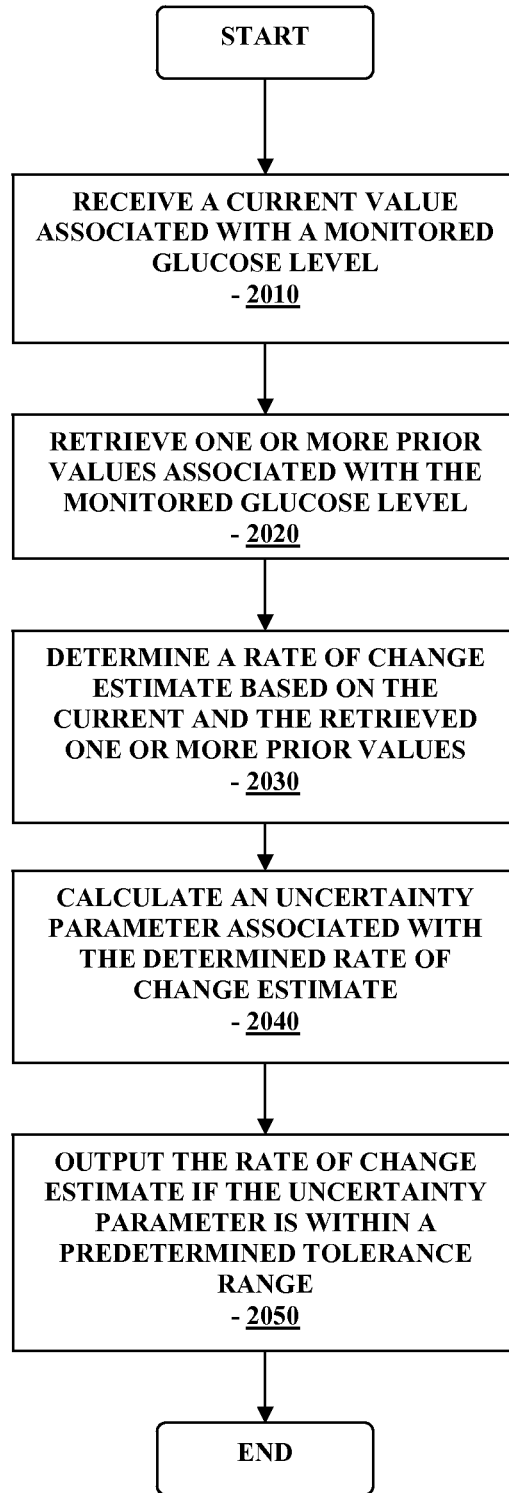 START
RECEIVE A CURRENT VALUE
ASSOCIATED WITH A MONITORED
GLUCOSE LEVEL
- 2010
RETRIEVE ONE OR MORE PRIOR
VALUES ASSOCIATED WITH THE
MONITORED GLUCOSE LEVEL
- 2020
DETERMINE A RATE OF CHANGE
ESTIMATE BASED ON THE
CURRENT AND THE RETRIEVED
ONE OR MORE PRIOR VALUES
- 2030
CALCULATE AN UNCERTAINTY
PARAMETER ASSOCIATED WITH
THE DETERMINED RATE OF
CHANGE ESTIMATE
- 2040
OUTPUT THE RATE OF CHANGE
ESTIMATE IF THE UNCERTAINTY
PARAMETER IS WITHIN A
PREDETERMINED TOLERANCE
RANGE
- 2050
END